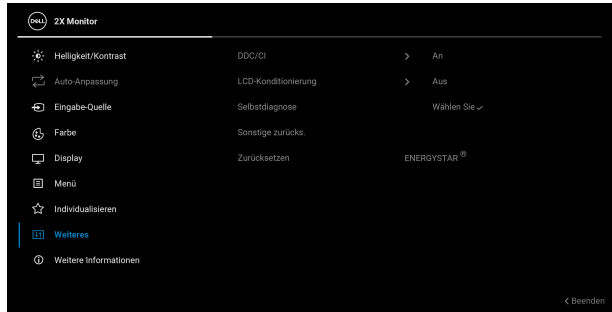 DELL 2X Monitor
Helligkeit/Kontrast DDC/CI > An
Auto-Anpassung LCD-Konditionierung > Aus
Eingabe-Quelle Selbstdiagnose Wählen Sie ✓
Farbe Sonstige zurücks.
Display Zurücksetzen ENERGYSTAR ®
Menü
Individualisieren
Weiteres
Weitere Informationen
< Beenden